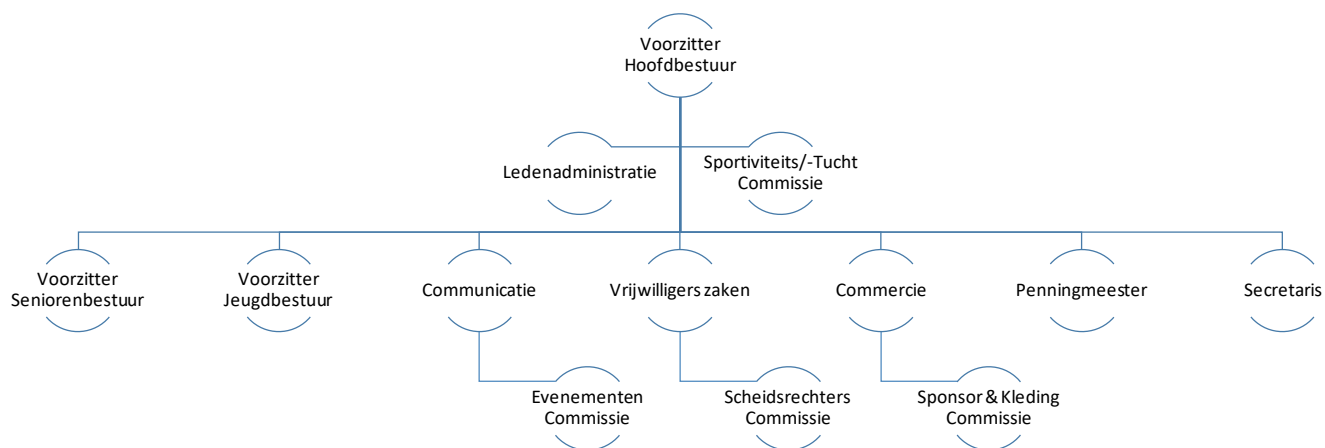 Voorzitter
Hoofdbestuur
Ledenadministratie
Sportiviteits/-Tucht
Commissie
Voorzitter
Seniorenbestuur
Voorzitter
Jeugdbestuur
Communicatie
Vrijwilligers zaken
Commercie
Penningmeester
Secretaris
Evenementen
Commissie
Scheidsrechters
Commissie
Sponsor & Kleding
Commissie